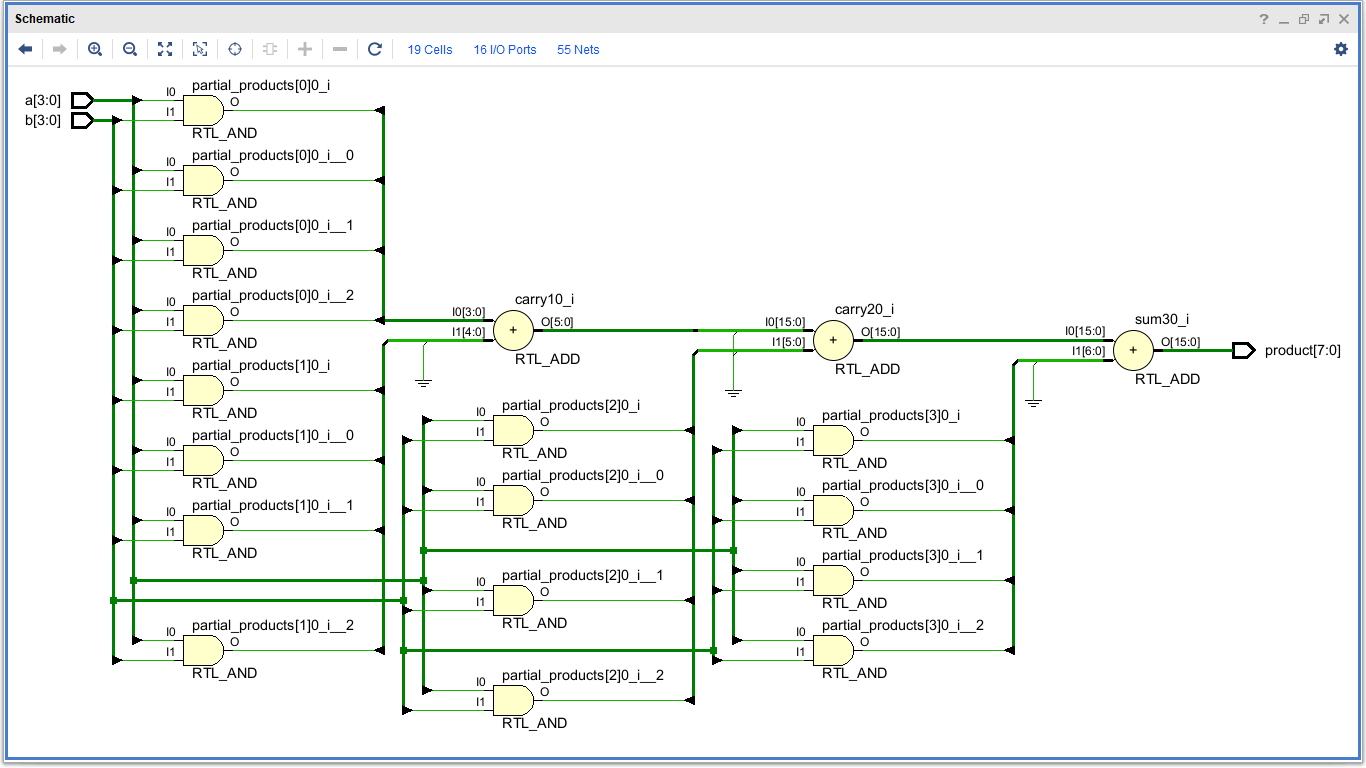 Schematic
19 Cells 16 I/O Ports 55 Nets
a[3:0]
b[3:0]
I0
I1
partial_products[0]0_i
O
RTL_AND
I0
I1
partial_products[0]0_i__0
O
RTL_AND
I0
I1
partial_products[0]0_i__1
O
RTL_AND
I0
I1
partial_products[0]0_i__2
O
RTL_AND
I0
I1
partial_products[1]0_i
O
RTL_AND
I0
I1
partial_products[1]0_i__0
O
RTL_AND
I0
I1
partial_products[1]0_i__1
O
RTL_AND
I0
I1
partial_products[1]0_i__2
O
RTL_AND
carry10_i
I0[3:0]
I1[4:0]
+
O[5:0]
RTL_ADD
I0
I1
partial_products[2]0_i
O
RTL_AND
I0
I1
partial_products[2]0_i__0
O
RTL_AND
I0
I1
partial_products[2]0_i__1
O
RTL_AND
I0
I1
partial_products[2]0_i__2
O
RTL_AND
carry20_i
I0[15:0]
I1[5:0]
+
O[15:0]
RTL_ADD
I0
I1
partial_products[3]0_i
O
RTL_AND
I0
I1
partial_products[3]0_i__0
O
RTL_AND
I0
I1
partial_products[3]0_i__1
O
RTL_AND
I0
I1
partial_products[3]0_i__2
O
RTL_AND
sum30_i
I0[15:0]
I1[6:0]
+
O[15:0]
RTL_ADD
product[7:0]